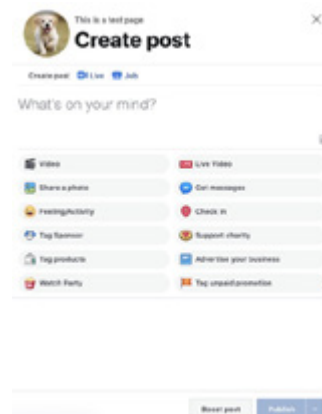 This is a test page
Create post
Create post Live Job
What's on your mind?
Video Live Video
Share a photo Get messages
Feeling/Activity Check in
Tag Sponsor Support charity
Tag products Advertise your business
Watch Party Tag unpaid promotion
Boost post Publish